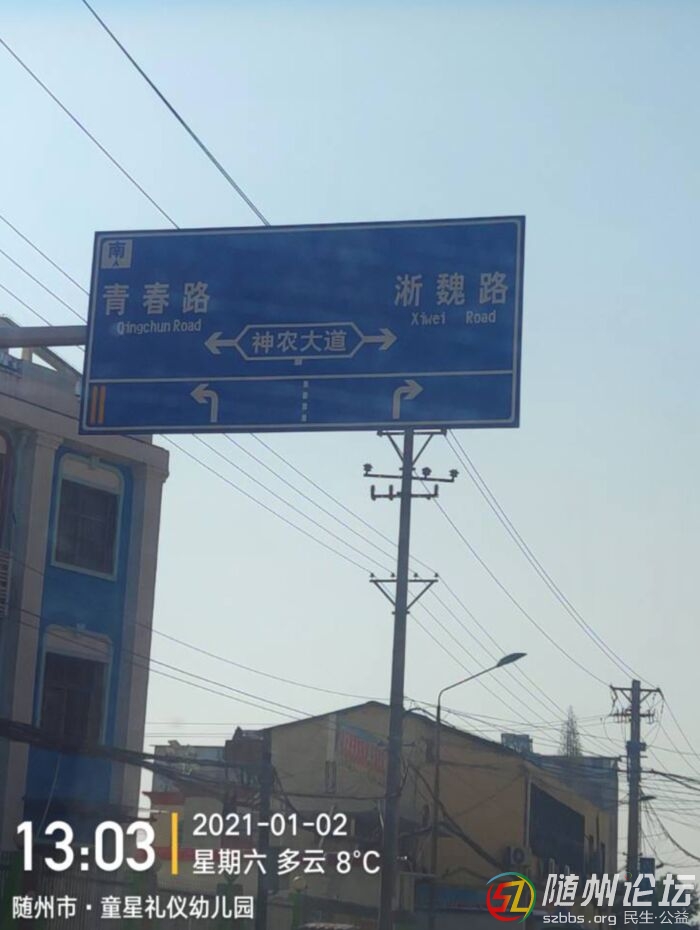 南
青春路
Qingchun Road
淅魏路
Xiwei Road
神农大道
13:03
2021-01-02
星期六 多云 8°C
随州市·童星礼仪幼儿园
随州论坛
szbbs.org 民生·公益